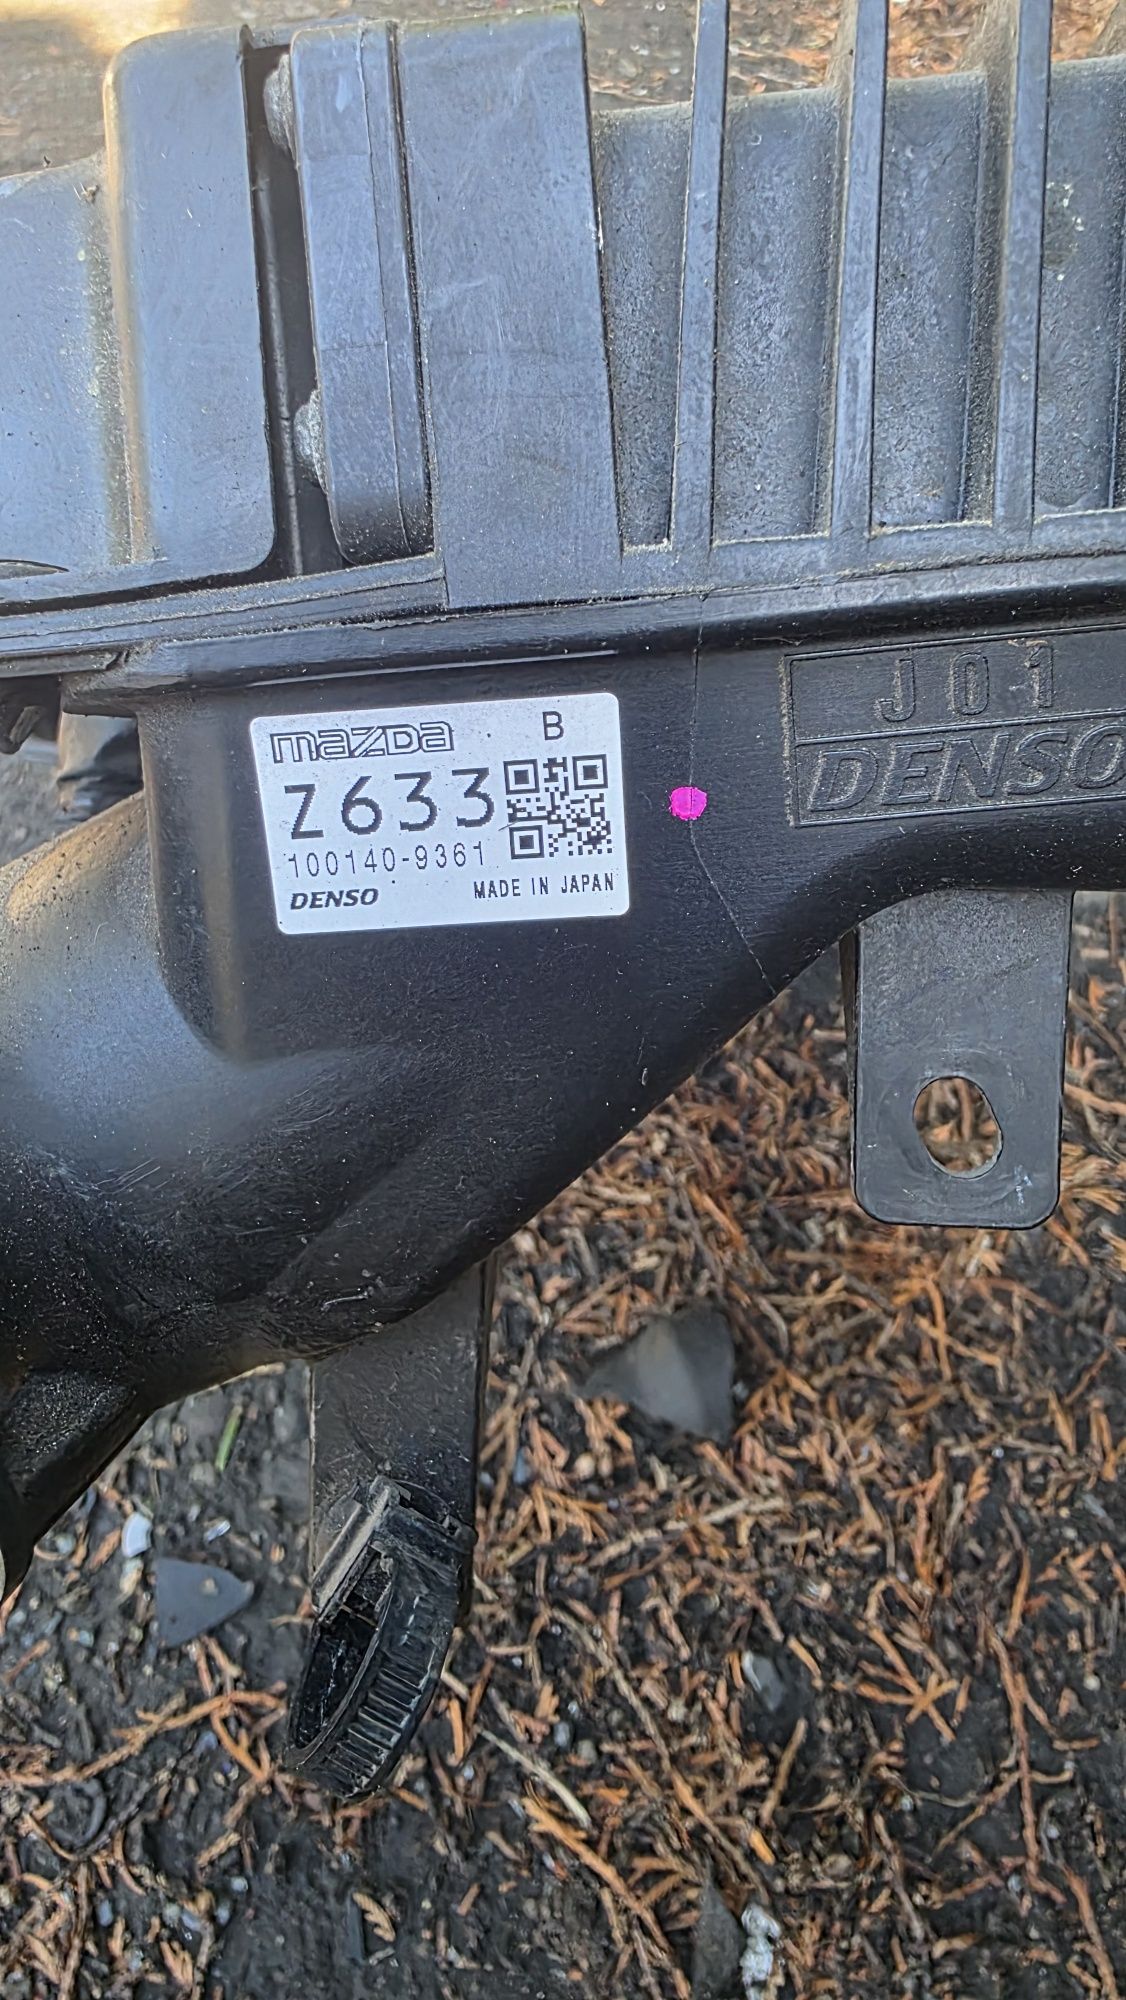 mazda B
Z633
100140-9361
DENSO MADE IN JAPAN
J01
DENSO